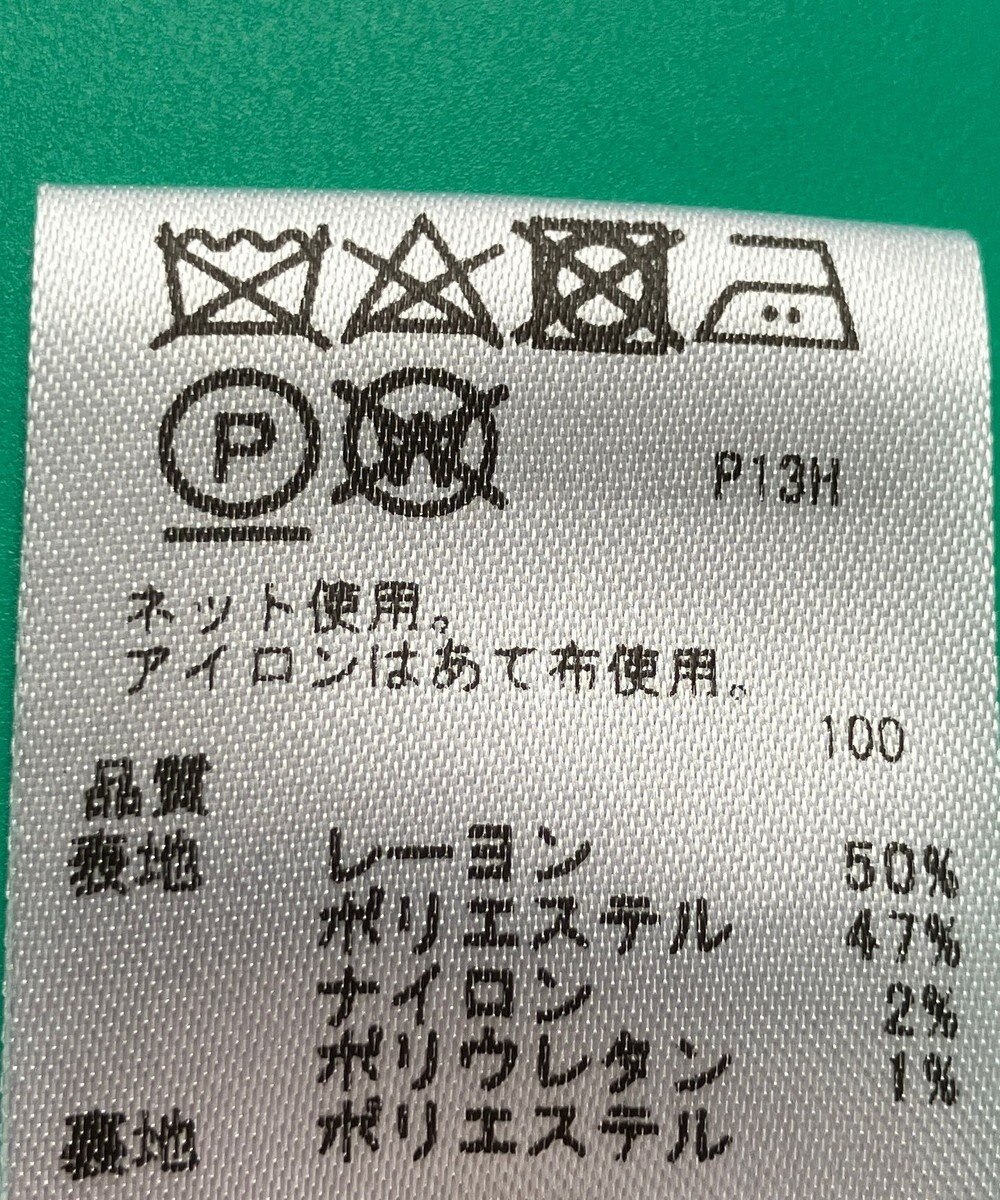 P
W
P13H
ネット使用。
アイロンはあて布使用。
100
品質
表地 レーヨン 50%
ポリエステル 47%
ナイロン 2%
ポリウレタン 1%
裏地 ポリエステル